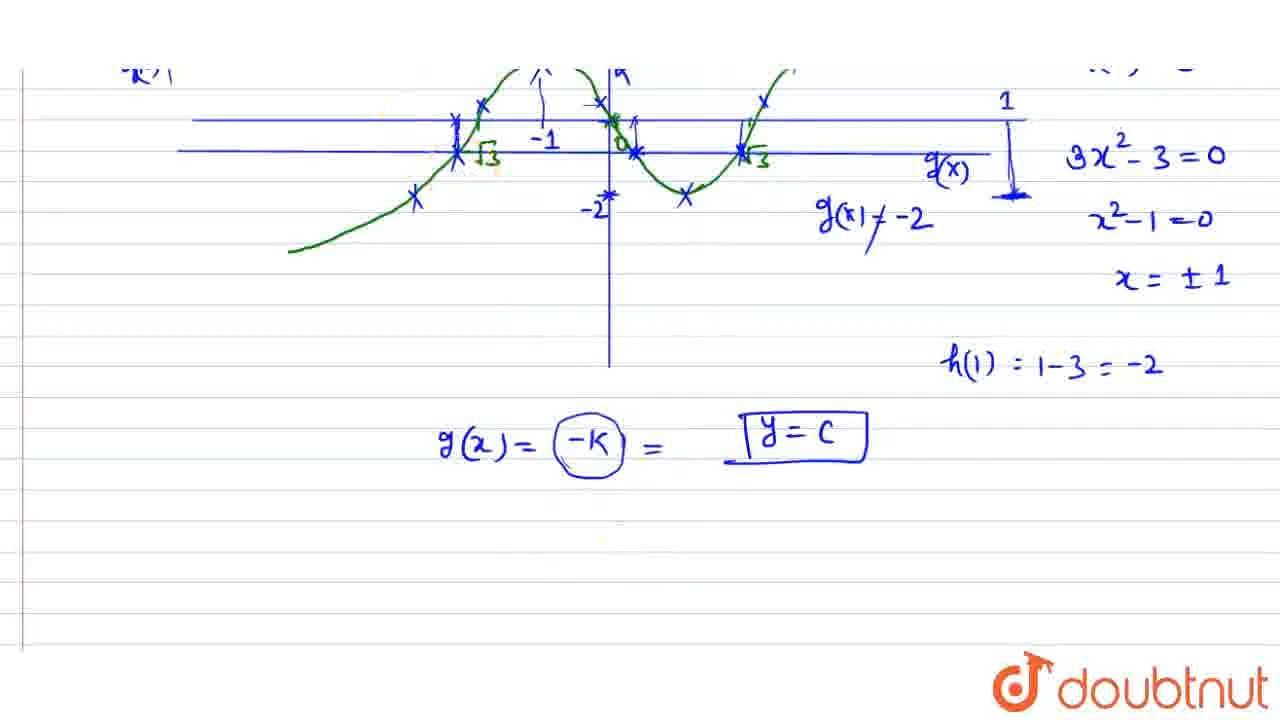 1
-1
0
√3
√3
g(x)
3x² - 3 = 0
-2
g(x) = -2
x² - 1 = 0
x = ± 1
h(1) = 1 - 3 = -2
g(x) = -K =
y = c
doubtnut